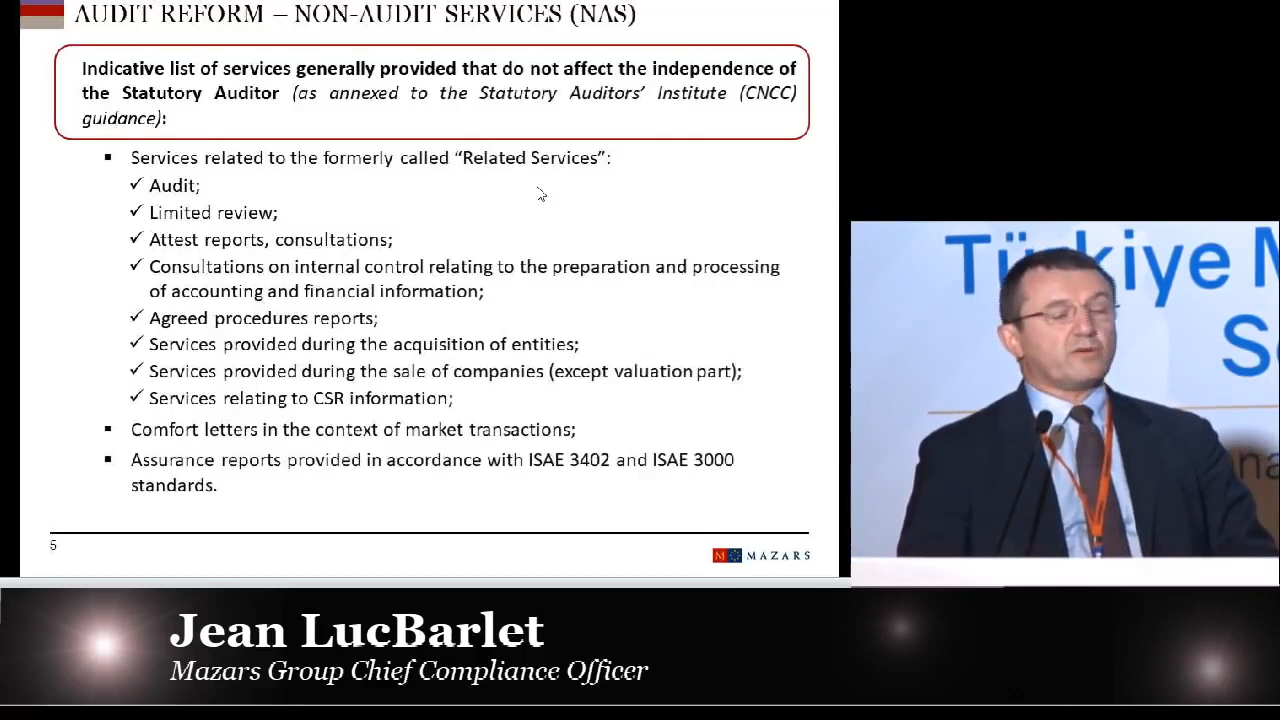 AUDIT REFORM – NON-AUDIT SERVICES (NAS)
Indicative list of services generally provided that do not affect the independence of
the Statutory Auditor (as annexed to the Statutory Auditors’ Institute (CNCC)
guidance):
▪ Services related to the formerly called “Related Services”:
✓ Audit;
✓ Limited review;
✓ Attest reports, consultations;
✓ Consultations on internal control relating to the preparation and processing
of accounting and financial information;
✓ Agreed procedures reports;
✓ Services provided during the acquisition of entities;
✓ Services provided during the sale of companies (except valuation part);
✓ Services relating to CSR information;
▪ Comfort letters in the context of market transactions;
▪ Assurance reports provided in accordance with ISAE 3402 and ISAE 3000
standards.
5
M MAZARS
Türkiye M
S
na
Jean LucBarlet
Mazars Group Chief Compliance Officer